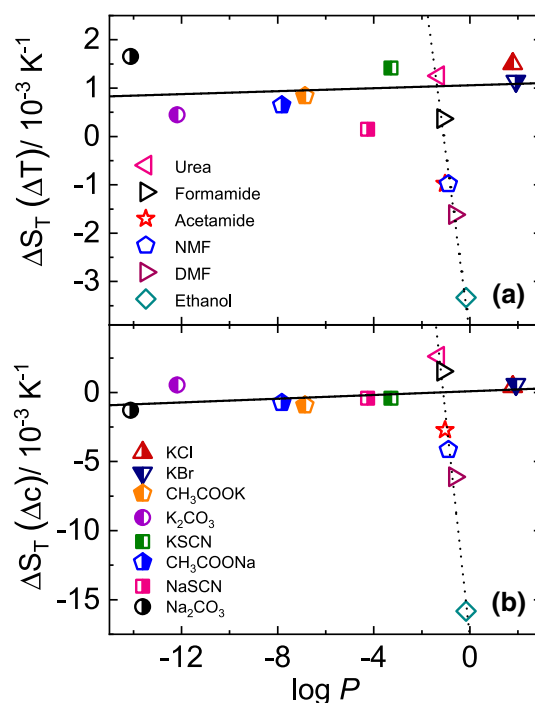 ΔS_T (ΔT)/ 10⁻³ K⁻¹
2
1
0
-1
-2
-3
Urea
Formamide
Acetamide
NMF
DMF
Ethanol
(a)
ΔS_T (Δc)/ 10⁻³ K⁻¹
0
-5
-10
-15
KCl
KBr
CH₃COOK
K₂CO₃
KSCN
CH₃COONa
NaSCN
Na₂CO₃
(b)
-12 -8 -4 0
log P